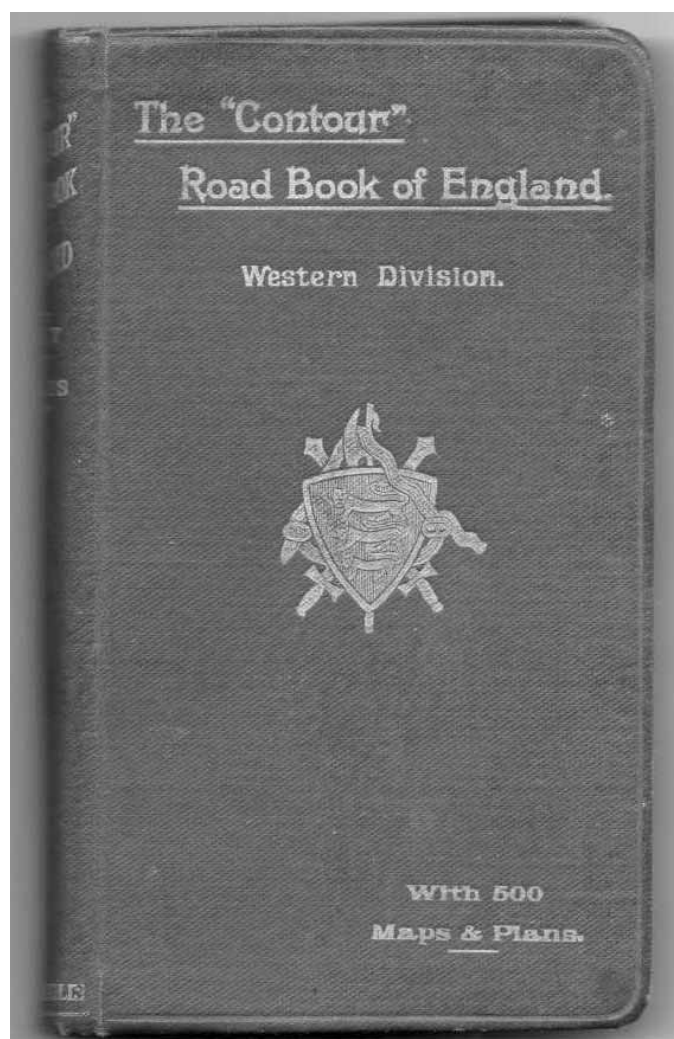 The "Contour"
Road Book of England.
Western Division.
With 500
Maps & Plans.